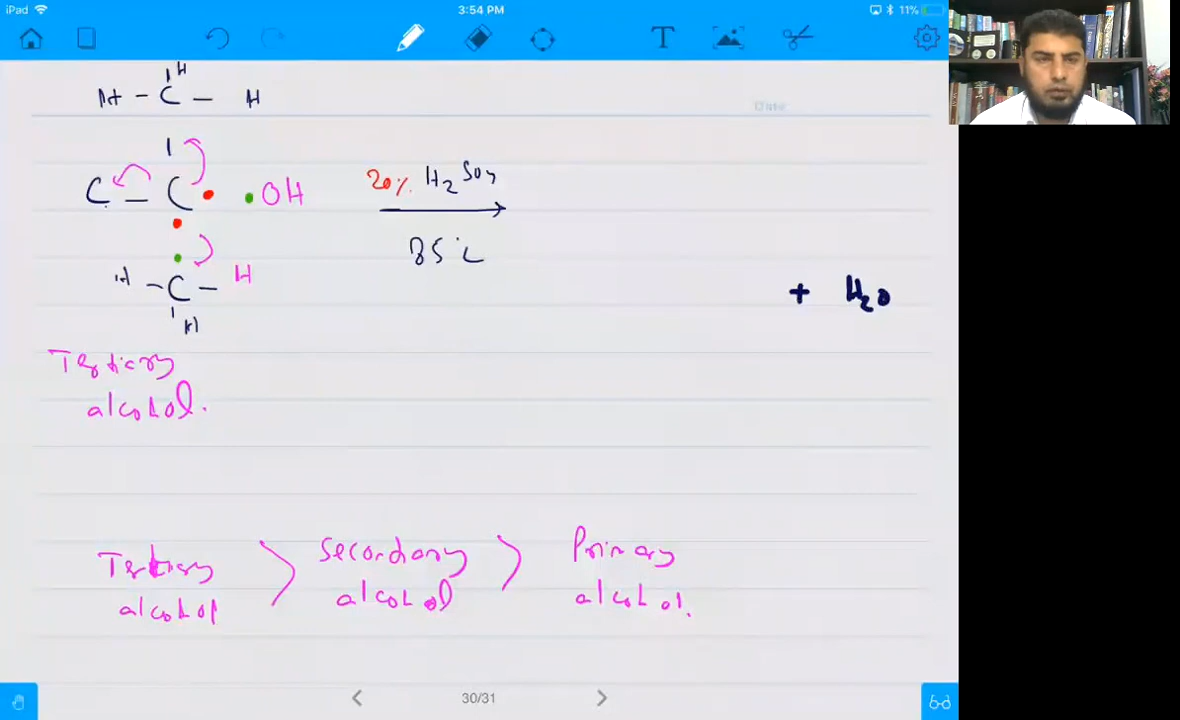 iPad
3:54 PM
11%
T
H
H - C - H
Date
C - C • • OH
20% H2SO4
85°C
H - C - H
H
+ H2O
Tertiary
alcohol.
Tertiary > Secondary > Primary
alcohol alcohol alcohol.
30/31